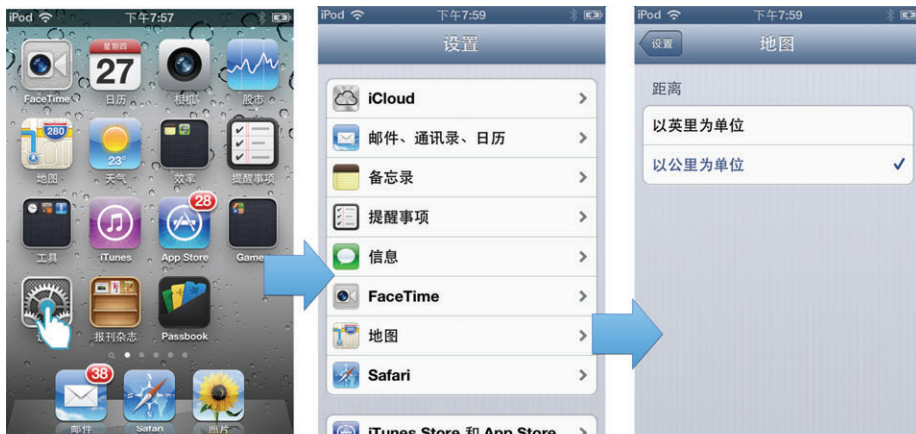 iPod 下午7:57
星期四
27
FaceTime 日历 相机 股市
280
23°
地图 天气 效率 提醒事项
28
工具 iTunes App Store Game
报刊杂志 Passbook
38
邮件 Safari 照片
iPod 下午7:59
设置
iCloud
邮件、通讯录、日历
备忘录
提醒事项
信息
FaceTime
地图
Safari
iTunes Store 和 App Store
iPod 下午7:59
设置 地图
距离
以英里为单位
以公里为单位